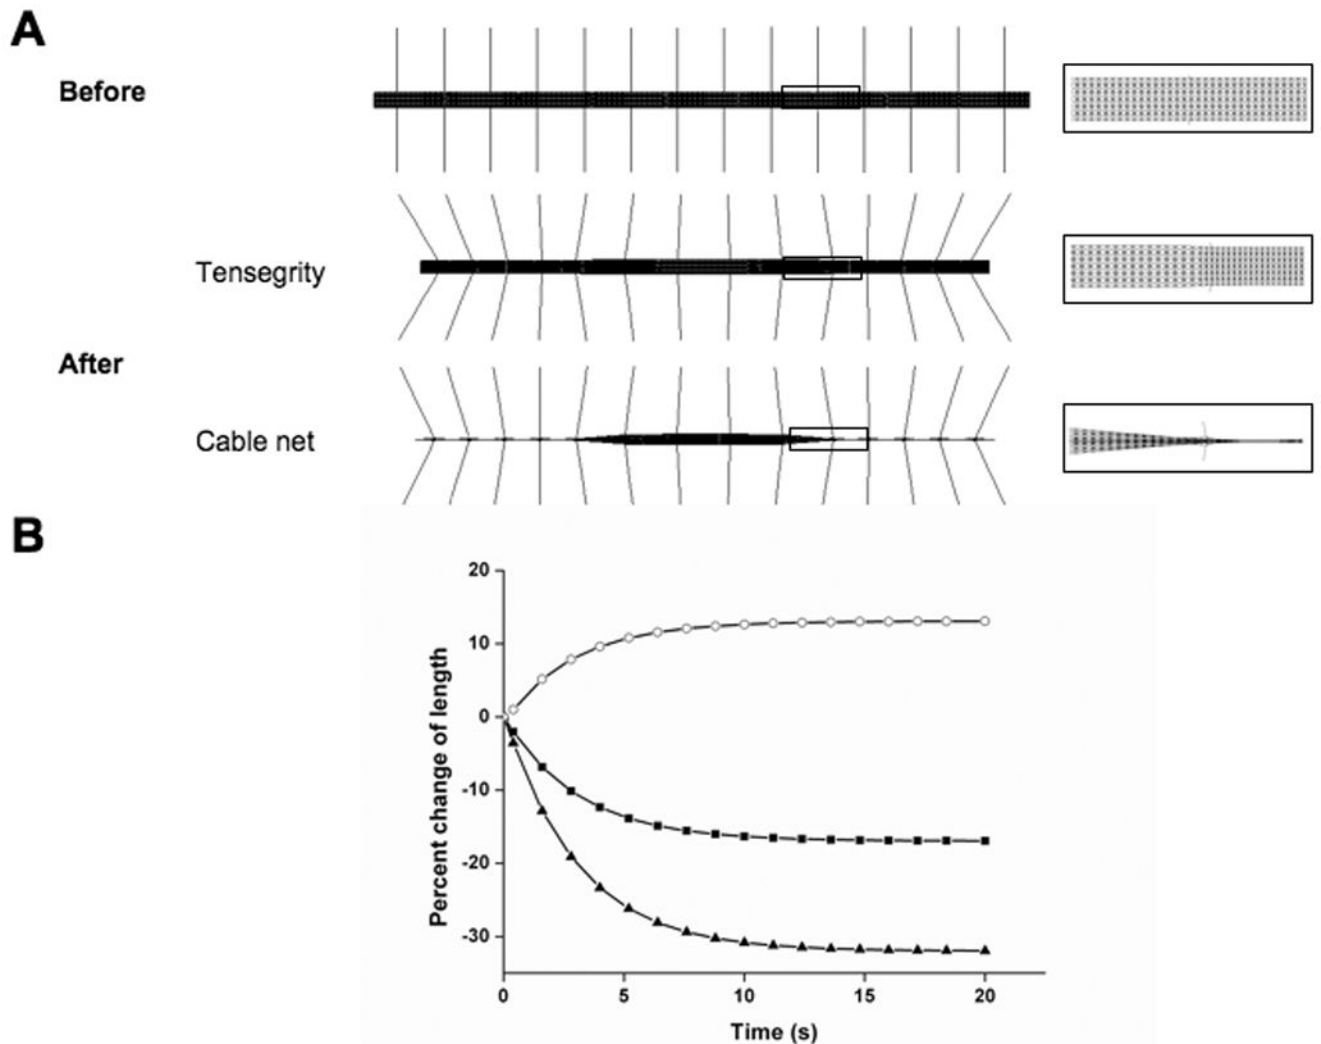 A
Before
Tensegrity
After
Cable net
B
20
10
0
-10
-20
-30
Percent change of length
0 5 10 15 20
Time (s)